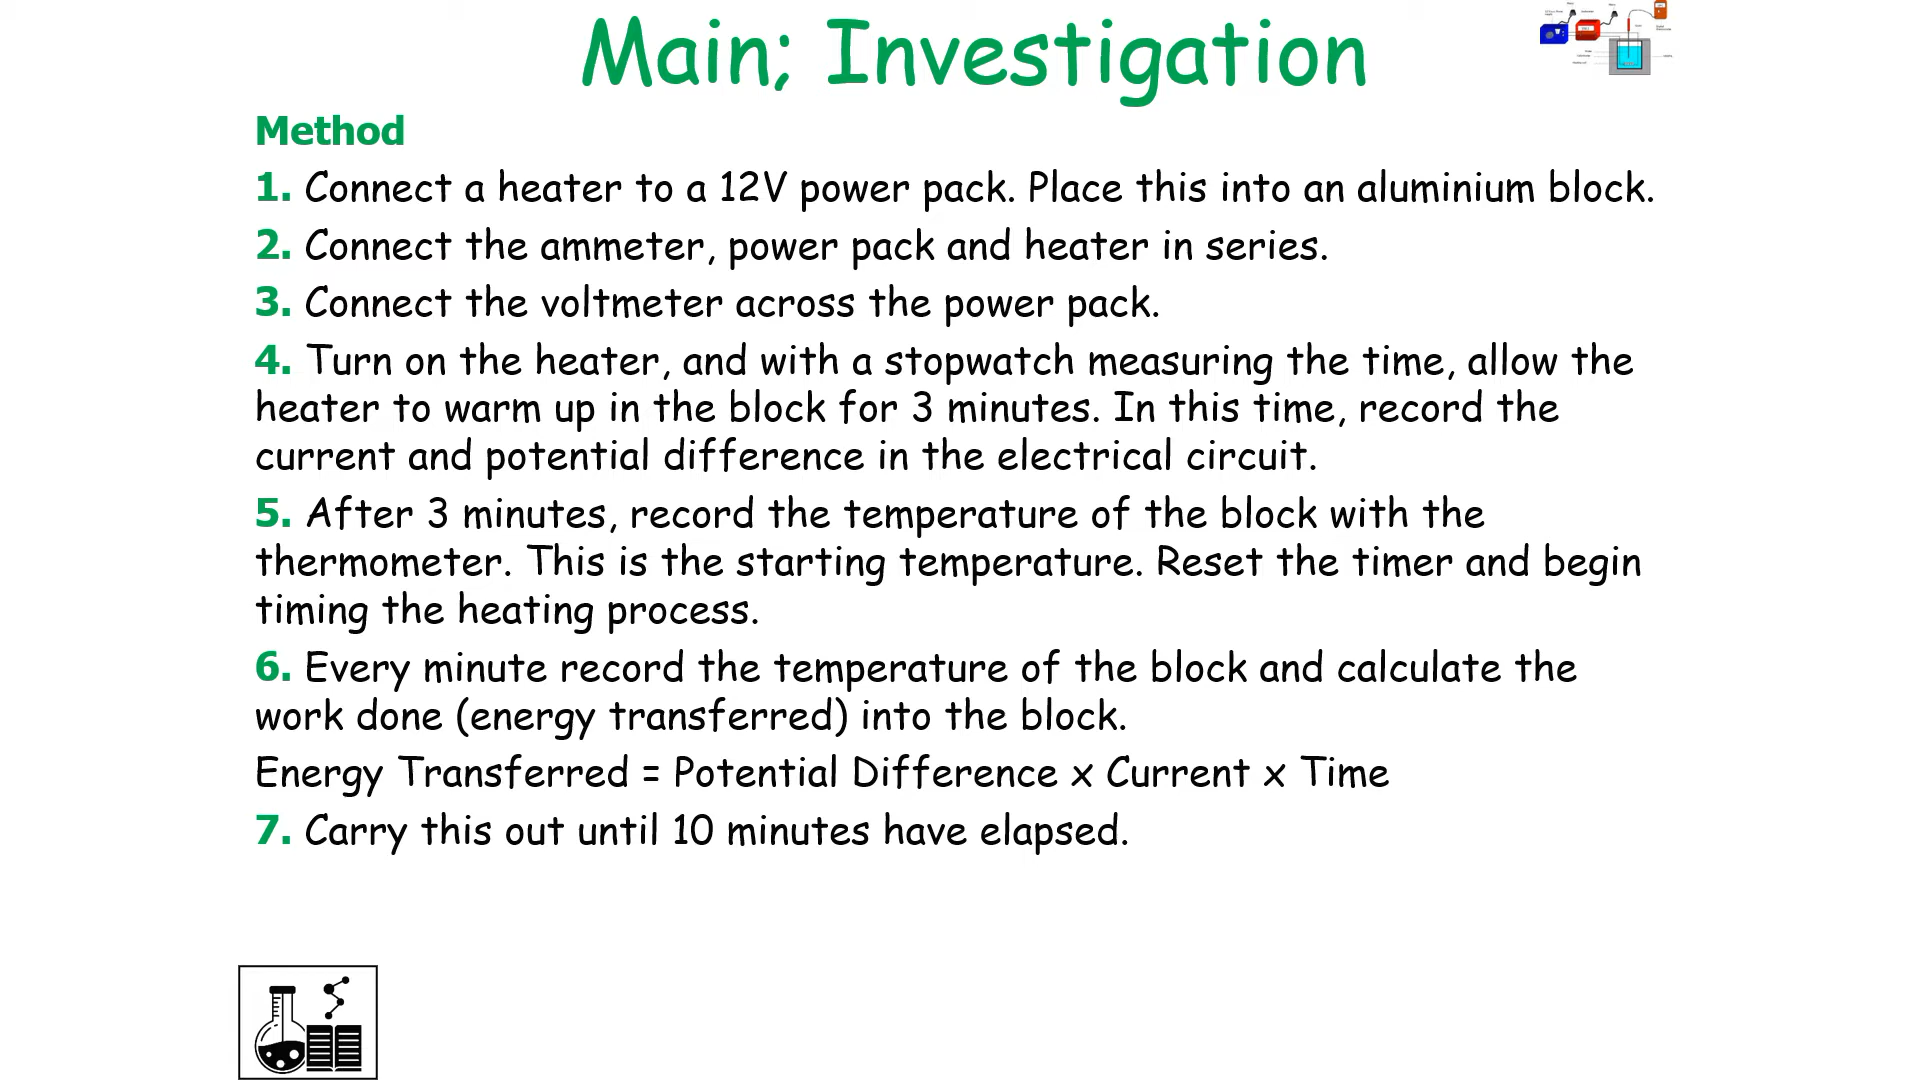 Main; Investigation
Method
1. Connect a heater to a 12V power pack. Place this into an aluminium block.
2. Connect the ammeter, power pack and heater in series.
3. Connect the voltmeter across the power pack.
4. Turn on the heater, and with a stopwatch measuring the time, allow the
heater to warm up in the block for 3 minutes. In this time, record the
current and potential difference in the electrical circuit.
5. After 3 minutes, record the temperature of the block with the
thermometer. This is the starting temperature. Reset the timer and begin
timing the heating process.
6. Every minute record the temperature of the block and calculate the
work done (energy transferred) into the block.
Energy Transferred = Potential Difference x Current x Time
7. Carry this out until 10 minutes have elapsed.